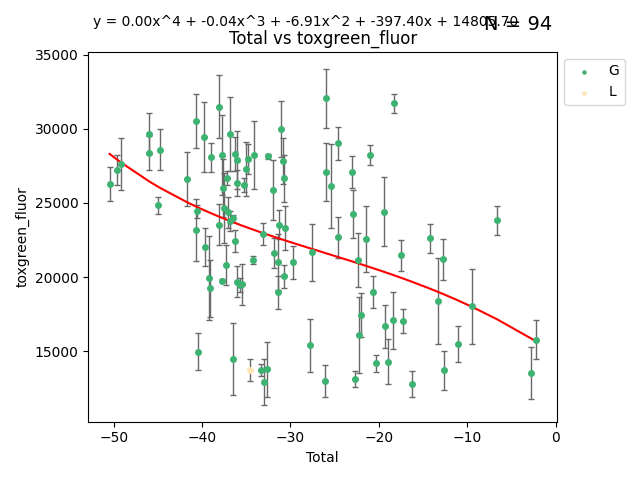 y = 0.00x^4 + -0.04x^3 + -6.91x^2 + -397.40x + 14805.70
N = 94
Total vs toxgreen_fluor
35000
30000
25000
20000
15000
toxgreen_fluor
−50
−40
−30
−20
−10
0
Total
G
L